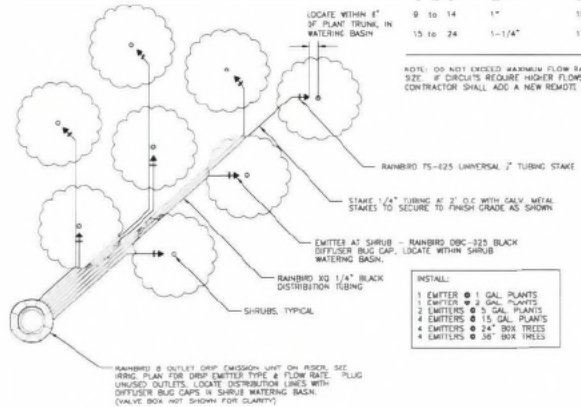 LOCATE WITHIN 8"
OF PLANT TRUNK, IN
WATERING BASIN
9 to 14 1"
15 to 24 1-1/4"
NOTE: DO NOT EXCEED MAXIMUM FLOW
SIZE. IF CIRCUITS REQUIRE HIGHER FLOWS
CONTRACTOR SHALL ADD A NEW REMOTE
RAINBIRD TS-025 UNIVERSAL TUBING STAKE
STAKE 1/4" TUBING AT 2' O.C WITH GALV. METAL
STAKES TO SECURE TO FINISH GRADE AS SHOWN
EMITTER AT SHRUB - RAINBIRD DBC-025 BLACK
DIFFUSER BUG CAP, LOCATE WITHIN SHRUB
WATERING BASIN.
RAINBIRD XQ 1/4" BLACK
DISTRIBUTION TUBING
SHRUBS, TYPICAL
INSTALL:
1 EMITTER @ 1 GAL. PLANTS
1 EMITTER @ 2 GAL. PLANTS
2 EMITTERS @ 5 GAL. PLANTS
4 EMITTERS @ 15 GAL. PLANTS
4 EMITTERS @ 24" BOX TREES
4 EMITTERS @ 36" BOX TREES
RAINBIRD 8 OUTLET DRIP EMISSION UNIT ON RISER, SEE
IRRIG. PLAN FOR DRIP EMITTER TYPE & FLOW RATE. PLUG
UNUSED OUTLETS. LOCATE DISTRIBUTION LINES WITH
DIFFUSER BUG CAPS IN SHRUB WATERING BASIN.
(VALVE BOX NOT SHOWN FOR CLARITY)